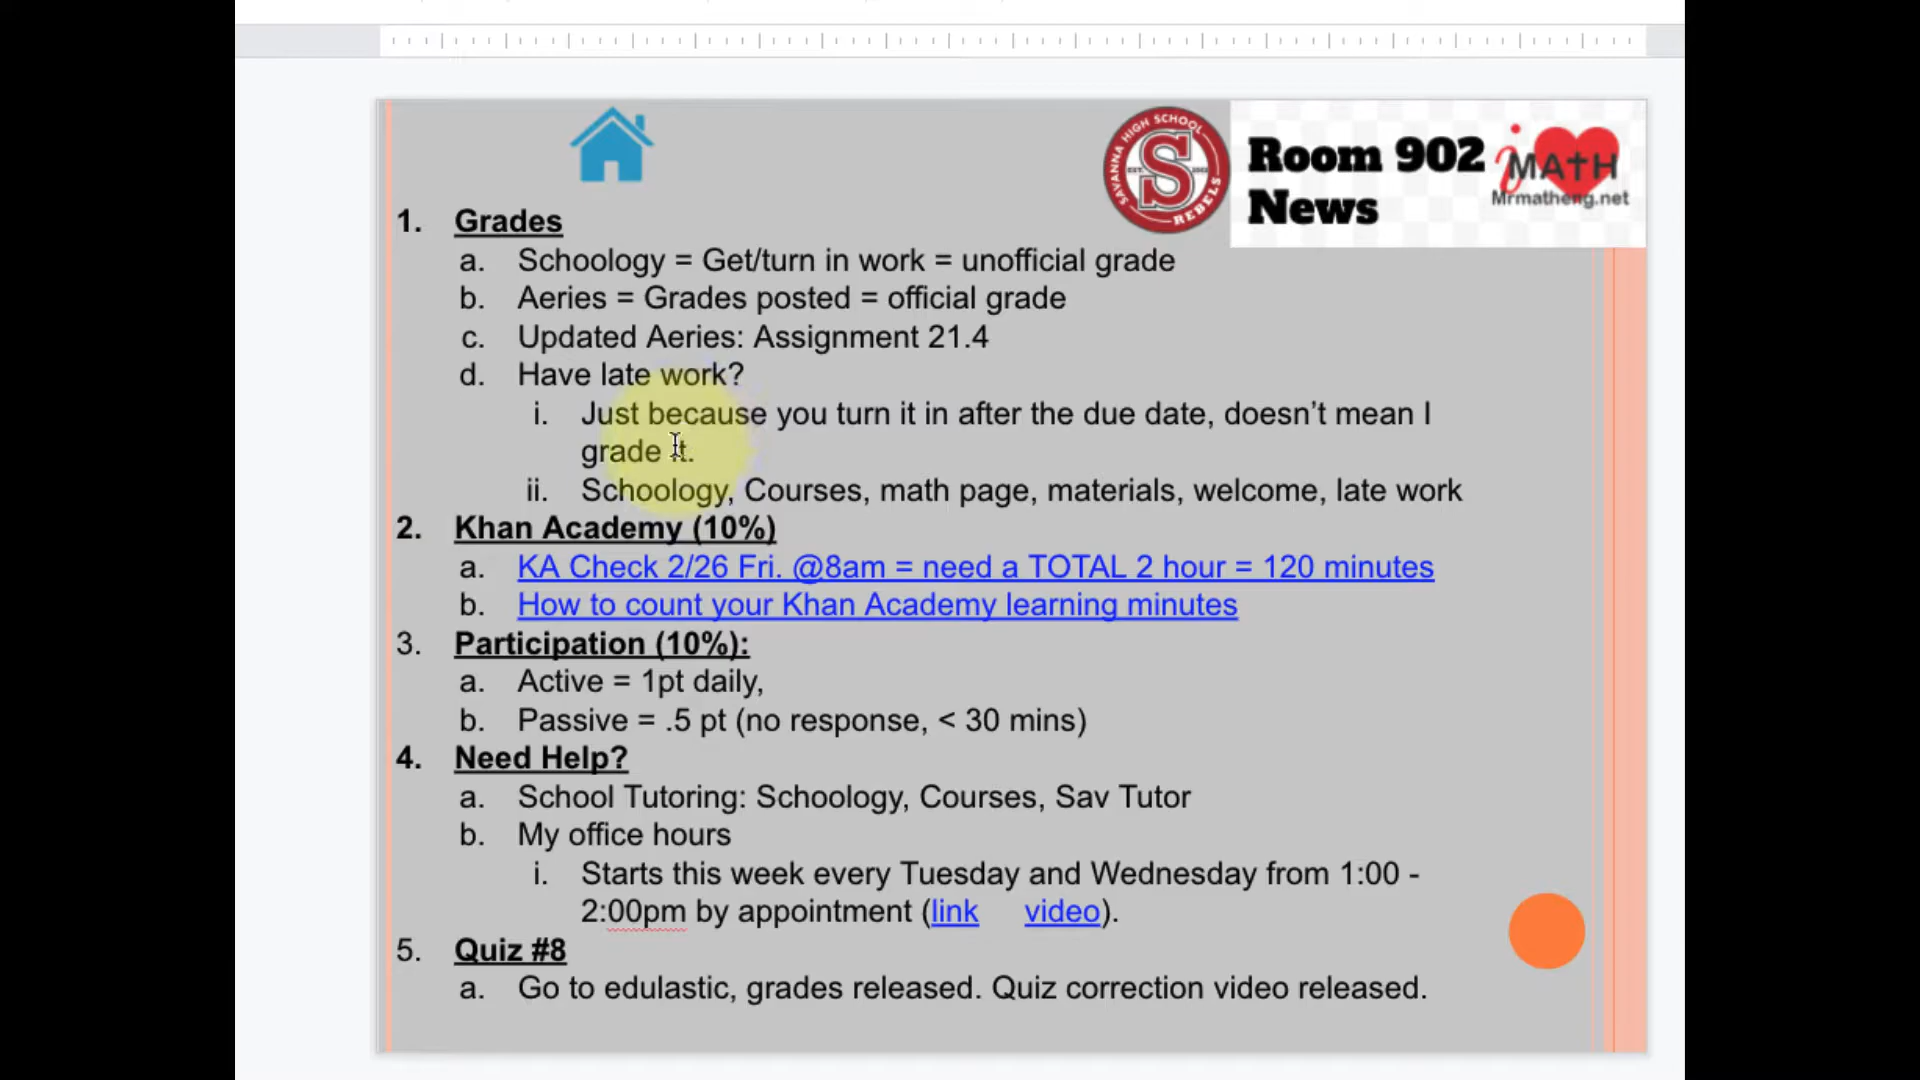 SAVANNA HIGH SCHOOL
S
REBELS
Room 902
News
i MATH
Mrmatheng.net
1. Grades
a. Schoology = Get/turn in work = unofficial grade
b. Aeries = Grades posted = official grade
c. Updated Aeries: Assignment 21.4
d. Have late work?
i. Just because you turn it in after the due date, doesn’t mean I
grade it.
ii. Schoology, Courses, math page, materials, welcome, late work
2. Khan Academy (10%)
a. KA Check 2/26 Fri. @8am = need a TOTAL 2 hour = 120 minutes
b. How to count your Khan Academy learning minutes
3. Participation (10%):
a. Active = 1pt daily,
b. Passive = .5 pt (no response, < 30 mins)
4. Need Help?
a. School Tutoring: Schoology, Courses, Sav Tutor
b. My office hours
i. Starts this week every Tuesday and Wednesday from 1:00 -
2:00pm by appointment (link video).
5. Quiz #8
a. Go to edulastic, grades released. Quiz correction video released.